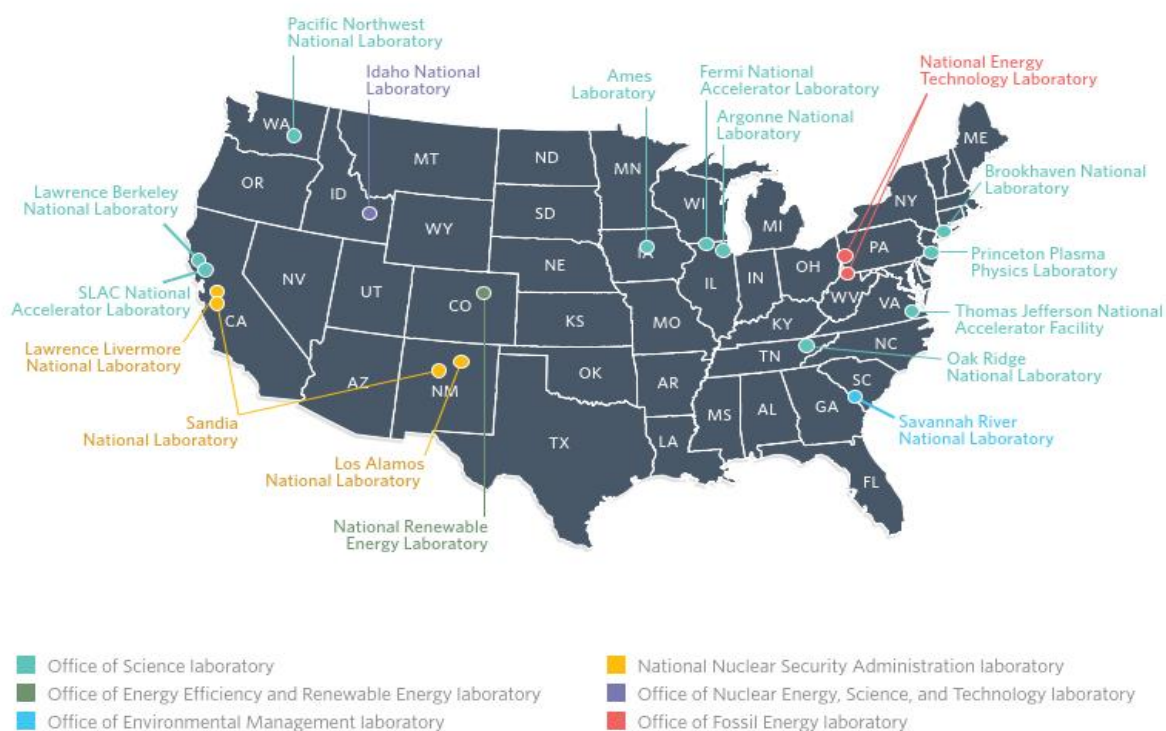 Pacific Northwest
National Laboratory
Idaho National
Laboratory
Ames
Laboratory
Fermi National
Accelerator Laboratory
Argonne National
Laboratory
National Energy
Technology Laboratory
Lawrence Berkeley
National Laboratory
SLAC National
Accelerator Laboratory
Lawrence Livermore
National Laboratory
Sandia
National Laboratory
Los Alamos
National Laboratory
National Renewable
Energy Laboratory
Brookhaven National
Laboratory
Princeton Plasma
Physics Laboratory
Thomas Jefferson National
Accelerator Facility
Oak Ridge
National Laboratory
Savannah River
National Laboratory
WA
MT
ND
MN
ME
OR
ID
SD
WI
MI
NY
WY
IA
PA
NV
UT
CO
NE
IL
IN
OH
WV
VA
CA
KS
MO
KY
AZ
NM
OK
AR
TN
NC
SC
TX
LA
MS
AL
GA
FL
Office of Science laboratory
Office of Energy Efficiency and Renewable Energy laboratory
Office of Environmental Management laboratory
National Nuclear Security Administration laboratory
Office of Nuclear Energy, Science, and Technology laboratory
Office of Fossil Energy laboratory